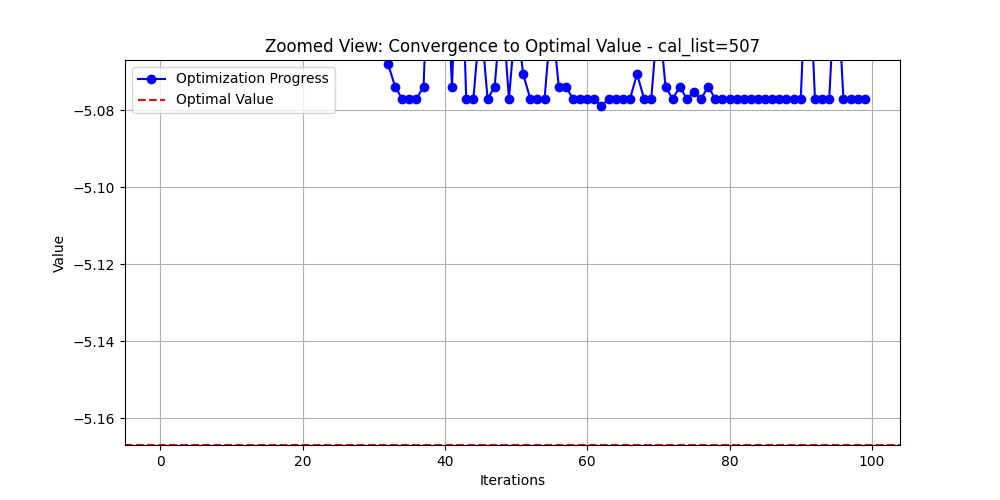 Zoomed View: Convergence to Optimal Value - cal_list=507
Optimization Progress
Optimal Value
−5.08
−5.10
−5.12
−5.14
−5.16
Value
0 20 40 60 80 100
Iterations